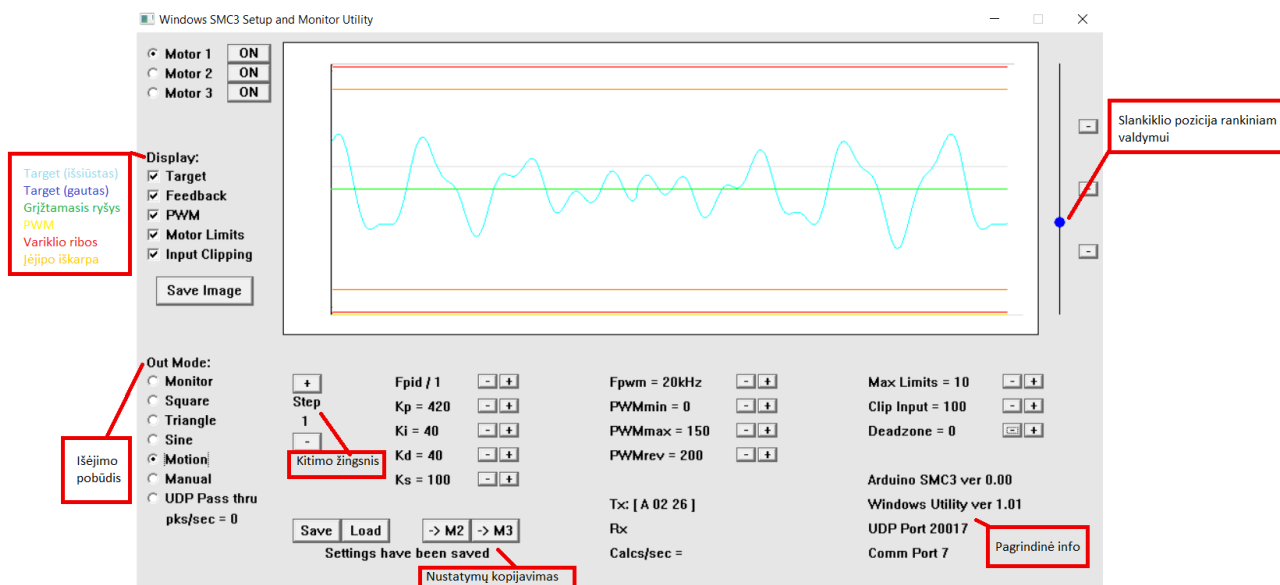 Windows SMC3 Setup and Monitor Utility
Motor 1 ON
Motor 2 ON
Motor 3 ON
Slankiklio pozicija rankiniam
valdymui
Display:
Target
Feedback
PWM
Motor Limits
Input Clipping
Target (išsiūstas)
Target (gautas)
Grįžtamasis ryšys
PWM
Variklio ribos
Įėjipo iškarpa
Save Image
Out Mode:
Monitor
Square
Triangle
Sine
Motion
Manual
UDP Pass thru
pks/sec = 0
Išėjimo
pobūdis
+
Step
1
-
Kitimo žingsnis
Fpid / 1 - +
Kp = 420 - +
Ki = 40 - +
Kd = 40 - +
Ks = 100 - +
Fpwm = 20kHz - +
PWMmin = 0 - +
PWMmax = 150 - +
PWMrev = 200 - +
Max Limits = 10 - +
Clip Input = 100 - +
Deadzone = 0 - +
Save Load -> M2 -> M3
Settings have been saved
Nustatymų kopijavimas
Tx: [ A 02 26 ]
Rx
Calcs/sec =
Arduino SMC3 ver 0.00
Windows Utility ver 1.01
UDP Port 20017
Comm Port 7
Pagrindinė info